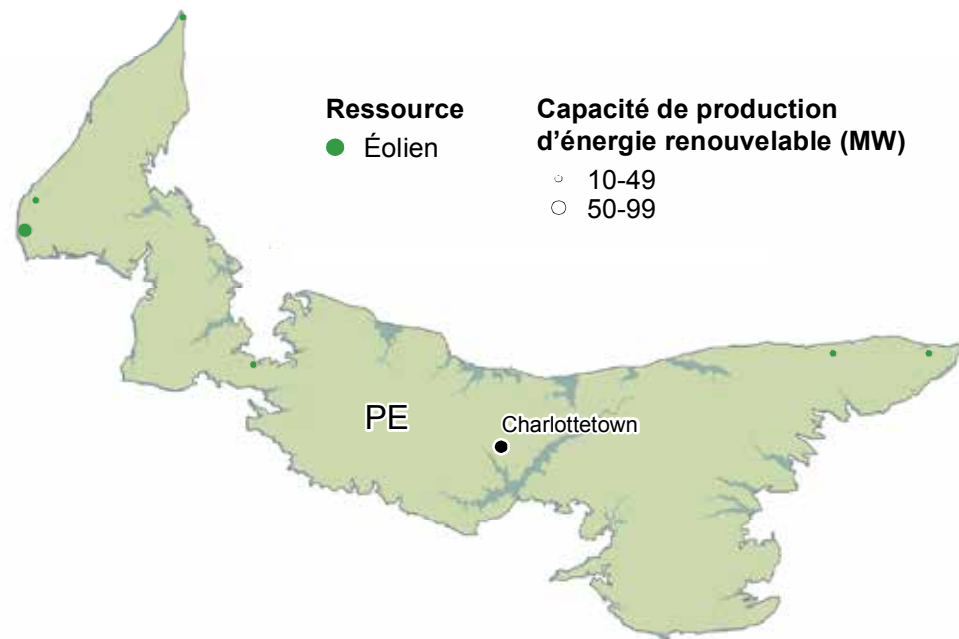 Ressource
Éolien
Capacité de production
d'énergie renouvelable (MW)
10-49
50-99
PE
Charlottetown